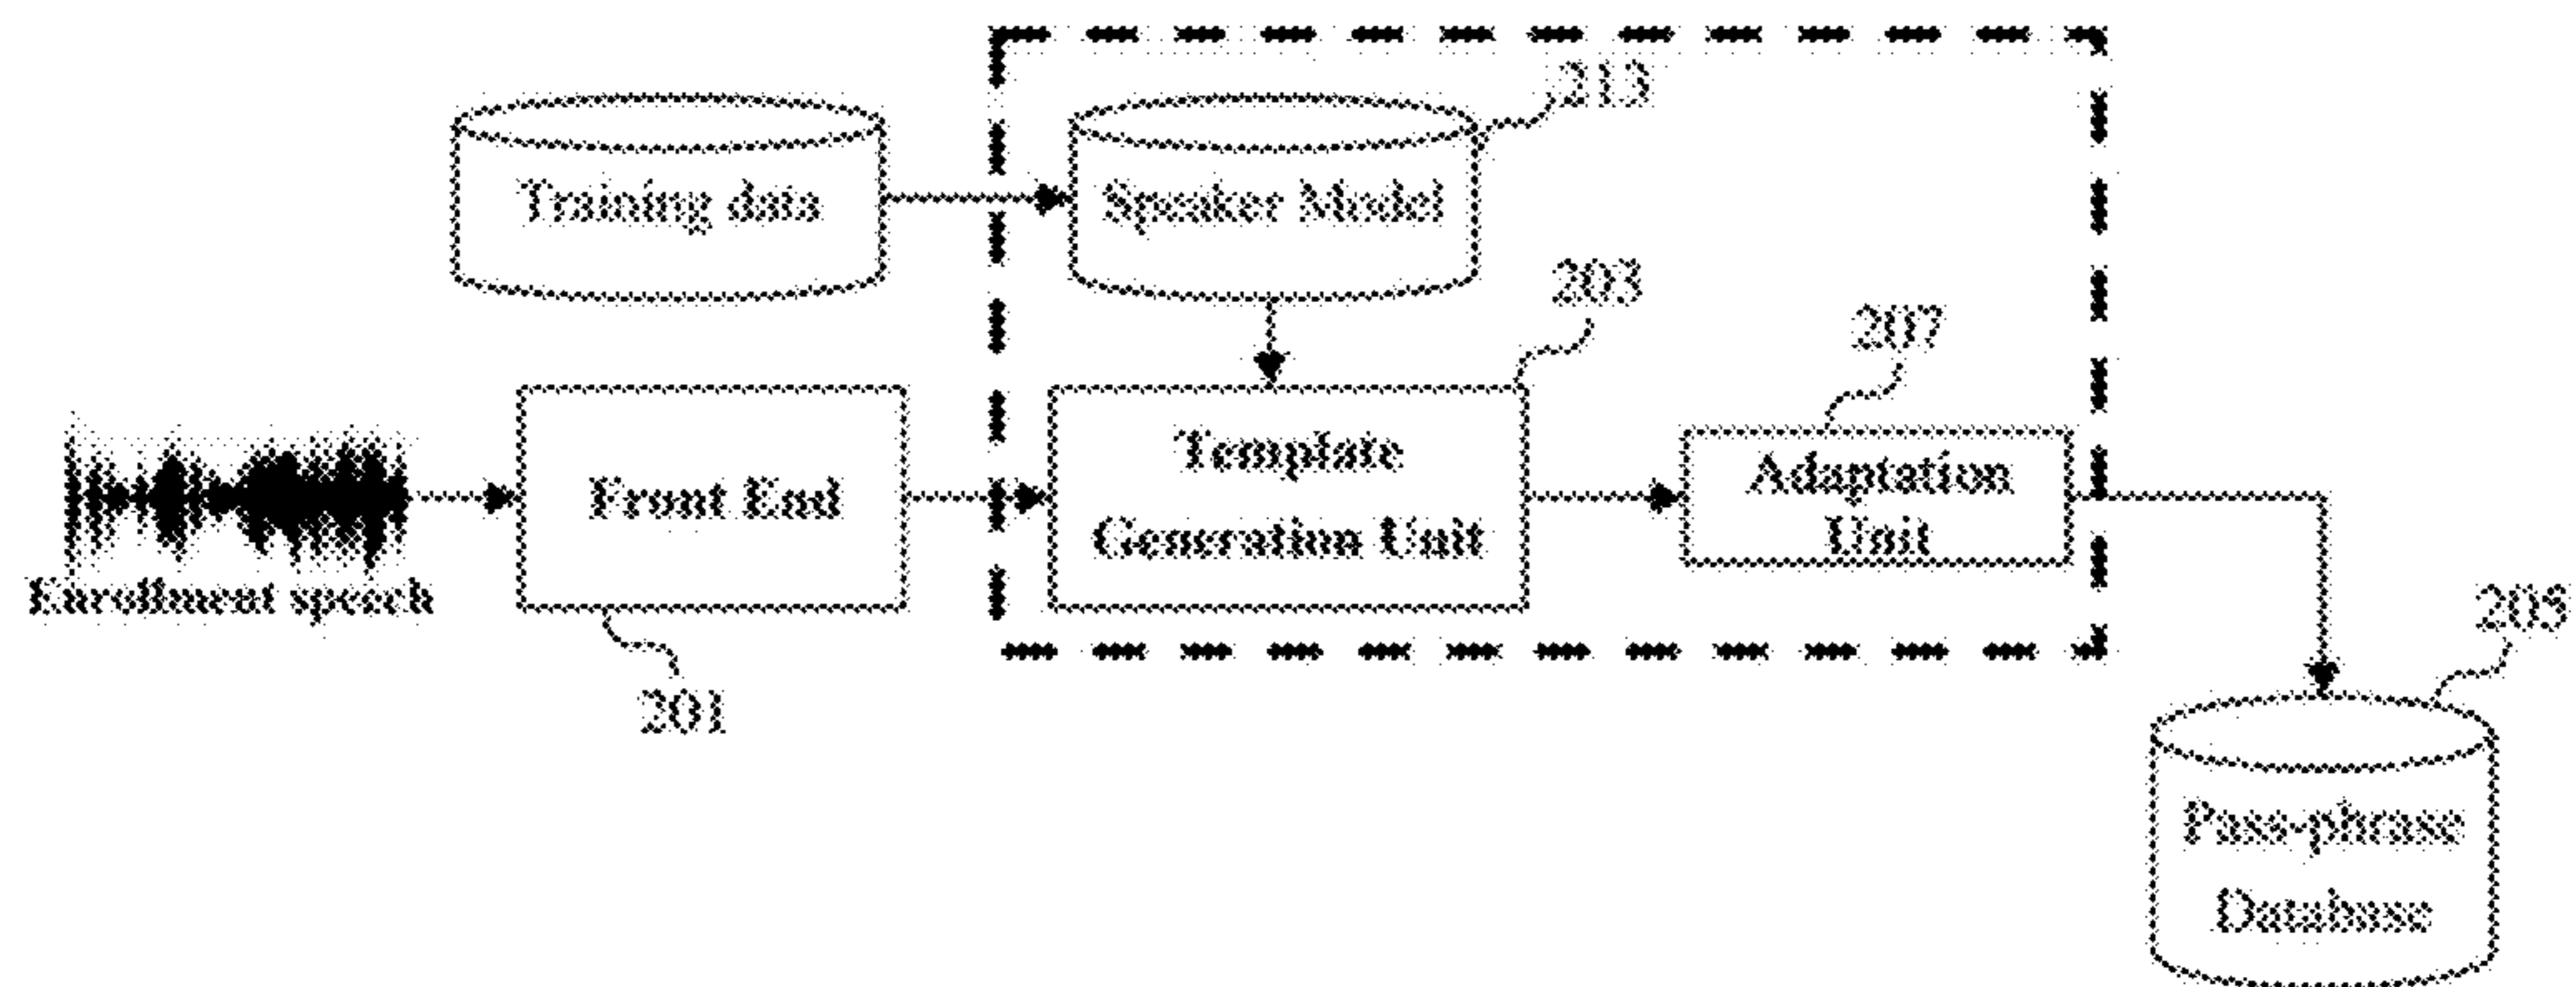 213
Training data
Speaker Model
203
207
Template
Generation Unit
Front End
Adaptation
Unit
Enrollment speech
201
205
Pass-phrase
Database